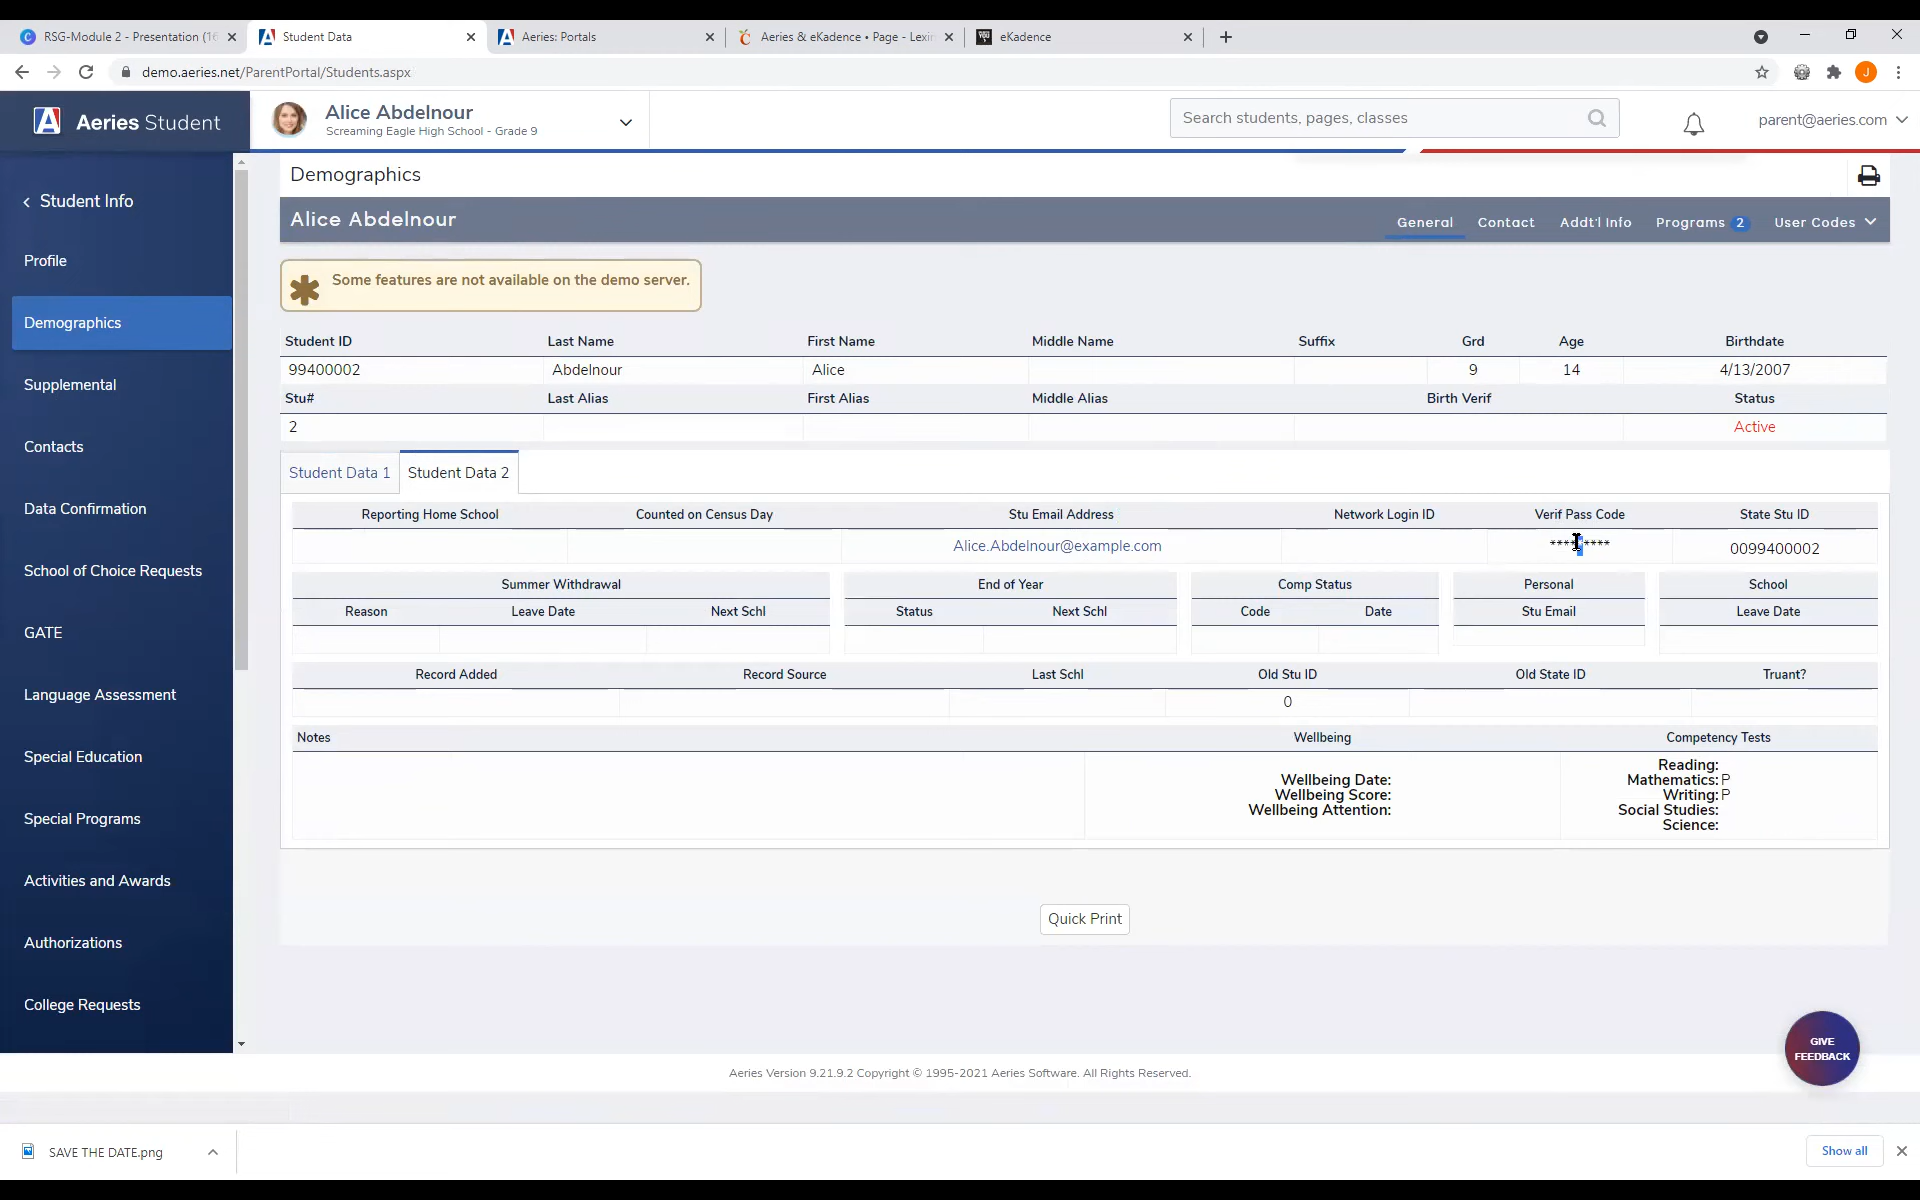 RSG-Module 2 - Presentation (16
Student Data
Aeries: Portals
Aeries & eKadence • Page - Lexin
eKadence
demo.aeries.net/ParentPortal/Students.aspx
J
Aeries Student
Alice Abdelnour
Screaming Eagle High School - Grade 9
Search students, pages, classes
parent@aeries.com
Student Info
Profile
Demographics
Supplemental
Contacts
Data Confirmation
School of Choice Requests
GATE
Language Assessment
Special Education
Special Programs
Activities and Awards
Authorizations
College Requests
Demographics
Alice Abdelnour
General Contact Addt'l Info Programs 2 User Codes
Some features are not available on the demo server.
Student ID Last Name First Name Middle Name Suffix Grd Age Birthdate
99400002 Abdelnour Alice 9 14 4/13/2007
Stu# Last Alias First Alias Middle Alias Birth Verif Status
2 Active
Student Data 1 Student Data 2
Reporting Home School Counted on Census Day Stu Email Address Network Login ID Verif Pass Code State Stu ID
Alice.Abdelnour@example.com 0099400002
Summer Withdrawal End of Year Comp Status Personal School
Reason Leave Date Next Schl Status Next Schl Code Date Stu Email Leave Date
Record Added Record Source Last Schl Old Stu ID Old State ID Truant?
0
Notes Wellbeing Competency Tests
Wellbeing Date:
Wellbeing Score:
Wellbeing Attention:
Reading:
Mathematics: P
Writing: P
Social Studies:
Science:
Quick Print
GIVE
FEEDBACK
Aeries Version 9.21.9.2 Copyright © 1995-2021 Aeries Software. All Rights Reserved.
SAVE THE DATE.png
Show all